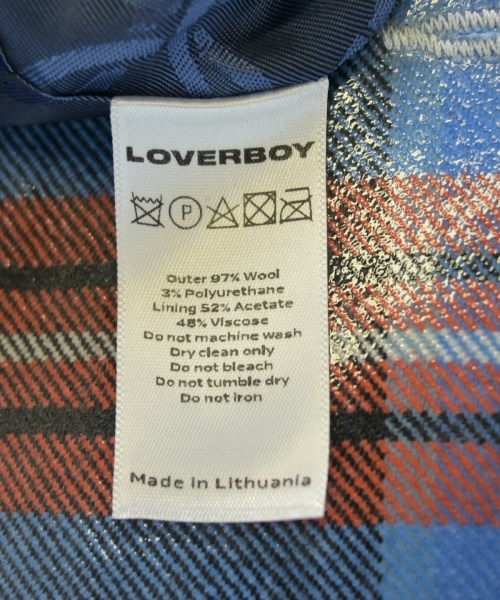 LOVERBOY
P
Outer 97% Wool
3% Polyurethane
Lining 52% Acetate
48% Viscose
Do not machine wash
Dry clean only
Do not bleach
Do not tumble dry
Do not iron
Made in Lithuania